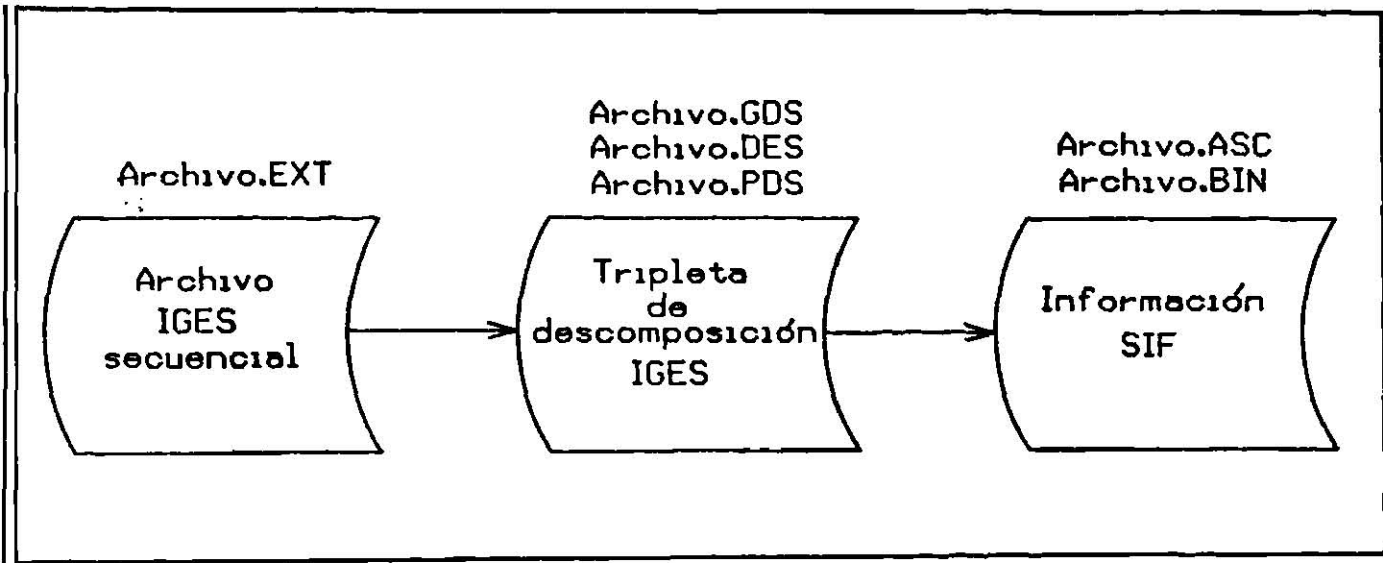 Archivo.EXT
Archivo
IGES
secuencial
Archivo.GDS
Archivo.DES
Archivo.PDS
Tripleta
de
descomposición
IGES
Archivo.ASC
Archivo.BIN
Información
SIF